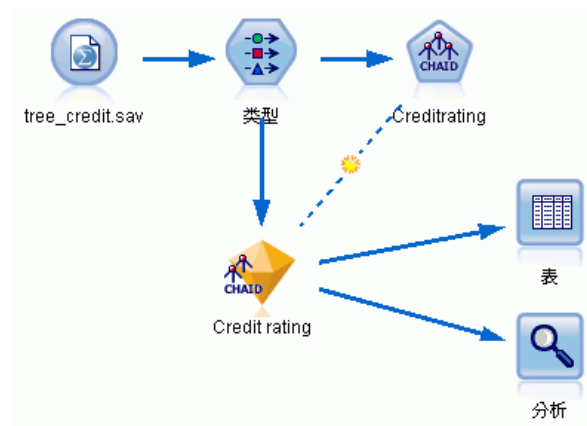 CHAID
tree_credit.sav
类型
Creditrating
CHAID
Credit rating
表
分析